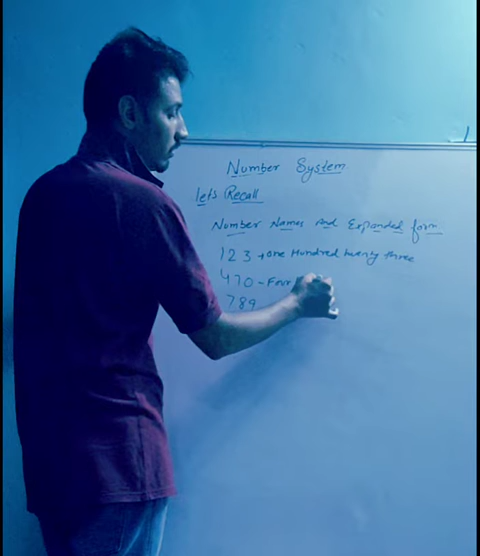 Number System
lets Recall
Number Names And Expanded form
123 → one Hundred twenty three
470 - Four
789